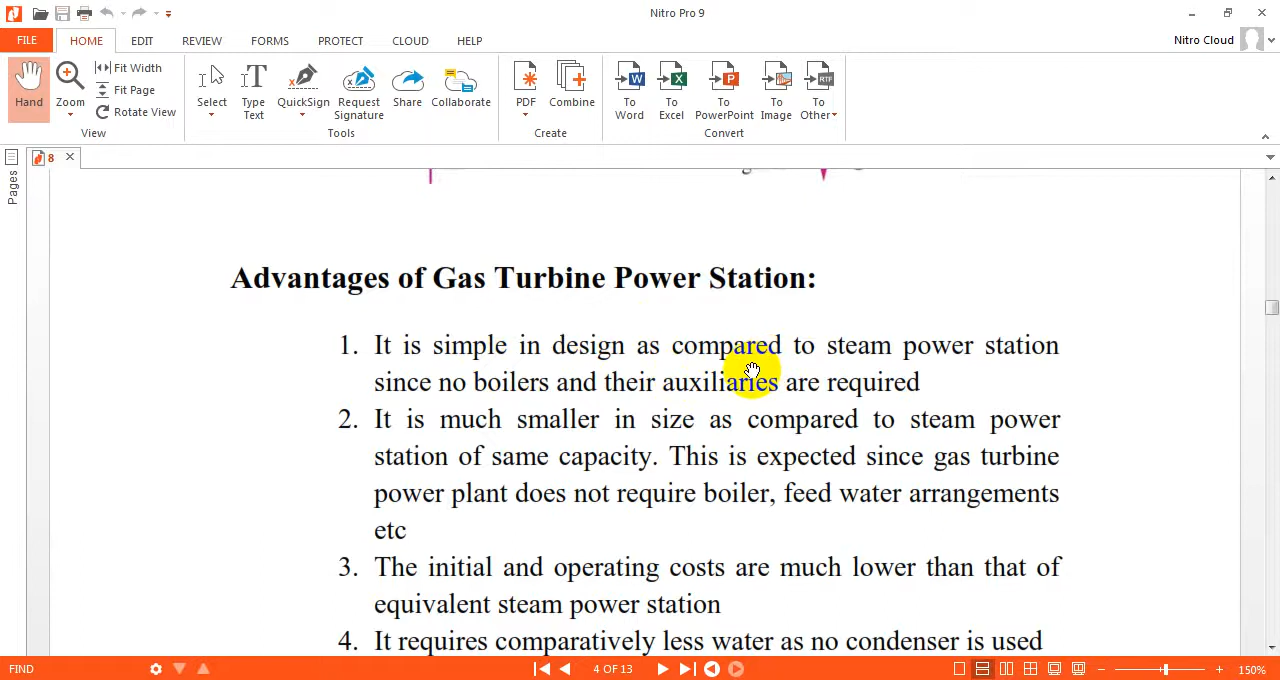 Nitro Pro 9
FILE HOME EDIT REVIEW FORMS PROTECT CLOUD HELP Nitro Cloud
Hand Zoom Fit Width Fit Page Rotate View Select Type Text QuickSign Request Signature Share Collaborate PDF Combine To Word To Excel To PowerPoint To Image To Other
View Tools Create Convert
8
Pages
Advantages of Gas Turbine Power Station:
1. It is simple in design as compared to steam power station
since no boilers and their auxiliaries are required
2. It is much smaller in size as compared to steam power
station of same capacity. This is expected since gas turbine
power plant does not require boiler, feed water arrangements
etc
3. The initial and operating costs are much lower than that of
equivalent steam power station
4. It requires comparatively less water as no condenser is used
FIND 4 OF 13 150%